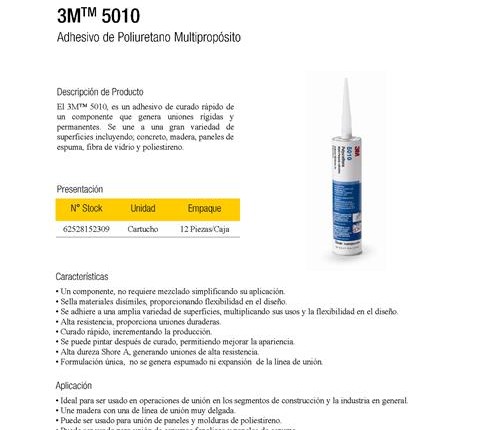 3M™ 5010
Adhesivo de Poliuretano Multipropósito
Descripción de Producto
El 3M™ 5010, es un adhesivo de curado rápido de
un componente que genera uniones rígidas y
permanentes. Se une a una gran variedad de
superficies incluyendo; concreto, madera, paneles de
espuma, fibra de vidrio y poliestireno.
3M
5010
Presentación
N° Stock Unidad Empaque
62528152309 Cartucho 12 Piezas/Caja
Características
• Un componente, no requiere mezclado simplificando su aplicación.
• Sella materiales disímiles, proporcionando flexibilidad en el diseño.
• Se adhiere a una amplia variedad de superficies, multiplicando sus usos y la flexibilidad en el diseño.
• Alta resistencia, proporciona uniones duraderas.
• Curado rápido, incrementando la producción.
• Se puede pintar después de curado, permitiendo mejorar la apariencia.
• Alta dureza Shore A, generando uniones de alta resistencia.
• Formulación única, no se genera espumado ni expansión de la línea de unión.
Aplicación
• Ideal para ser usado en operaciones de unión en los segmentos de construcción y la industria en general.
• Une madera con una de línea de unión muy delgada.
• Puede ser usado para unión de paneles y molduras de poliestireno.